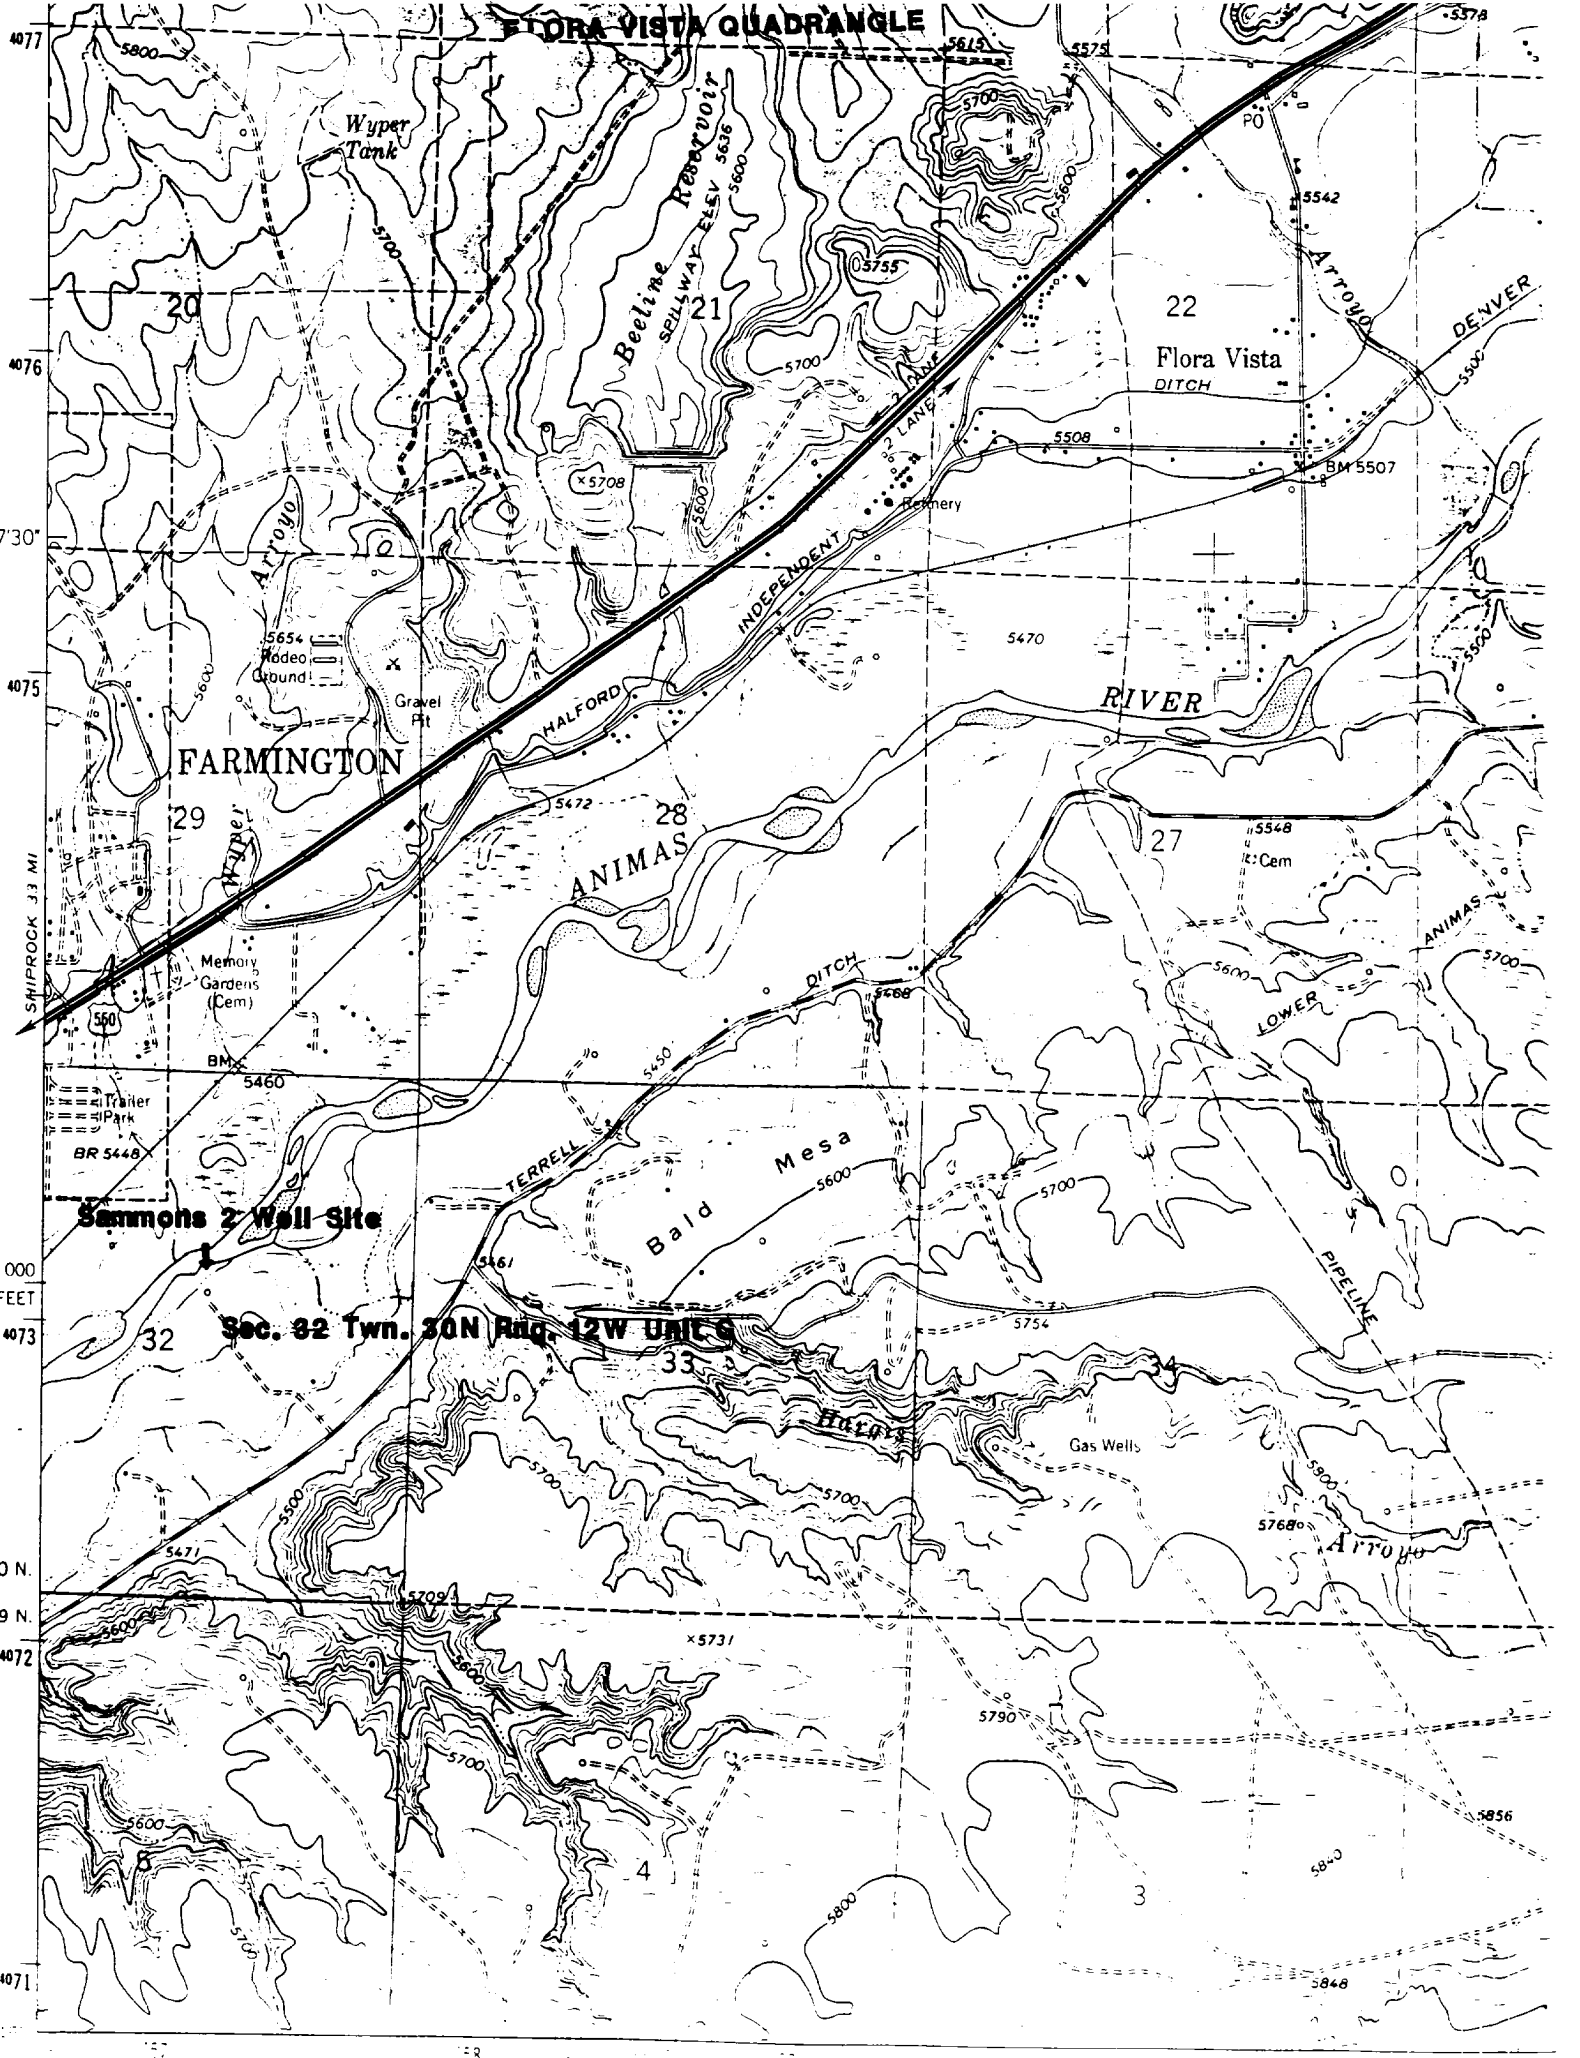 FLORA VISTA QUADRANGLE
4077
5800
5615
5575
5578
Wyper
Tank
5700
PO
Beeline Reservoir
SPILLWAY ELEV 5636
5600
5600
5542
5700
5755
Arroyo
20
21
22
DENVER
4076
5700
Flora Vista
DITCH
5500
2 LANE
2 LANE
5508
BM 5507
×5708
5600
Refinery
7'30"
Arroyo
INDEPENDENT
5654
Rodeo
Ground
5470
5500
4075
5600
Gravel
Pit
HALFORD
RIVER
FARMINGTON
29
5472
28
27
5548
Cem
Wyper
ANIMAS
SHIPROCK 33 MI
ANIMAS
Memory
Gardens
(Cem)
DITCH
5468
5600
5700
LOWER
550
BM
5460
5450
Trailer
Park
BR 5448
TERRELL
Bald Mesa
5600
5700
Sammons 2 Well Site
000
FEET
5461
PIPELINE
4073
32
Sec. 32 Twn. 30N Rng. 12W Unit G
5754
33
34
Hargis
Gas Wells
5700
5700
5800
5500
5768
Arroyo
5471
0 N.
9 N.
5709
5600
×5731
4072
5600
5790
5700
5600
5856
8
4
5840
3
5800
5700
4071
5848